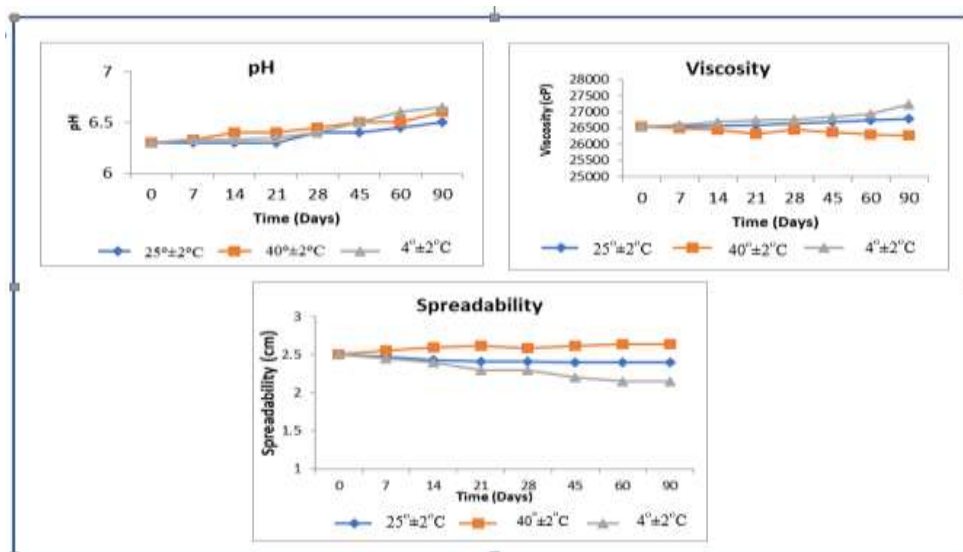 pH
7
6.5
6
pH
0 7 14 21 28 45 60 90
Time (Days)
25°±2°C 40°±2°C 4°±2°C
Viscosity
28000
27500
27000
26500
26000
25500
25000
Viscosity (cP)
0 7 14 21 28 45 60 90
Time (Days)
25°±2°C 40°±2°C 4°±2°C
Spreadability
3
2.5
2
1.5
1
Spreadability (cm)
0 7 14 21 28 45 60 90
Time (Days)
25°±2°C 40°±2°C 4°±2°C